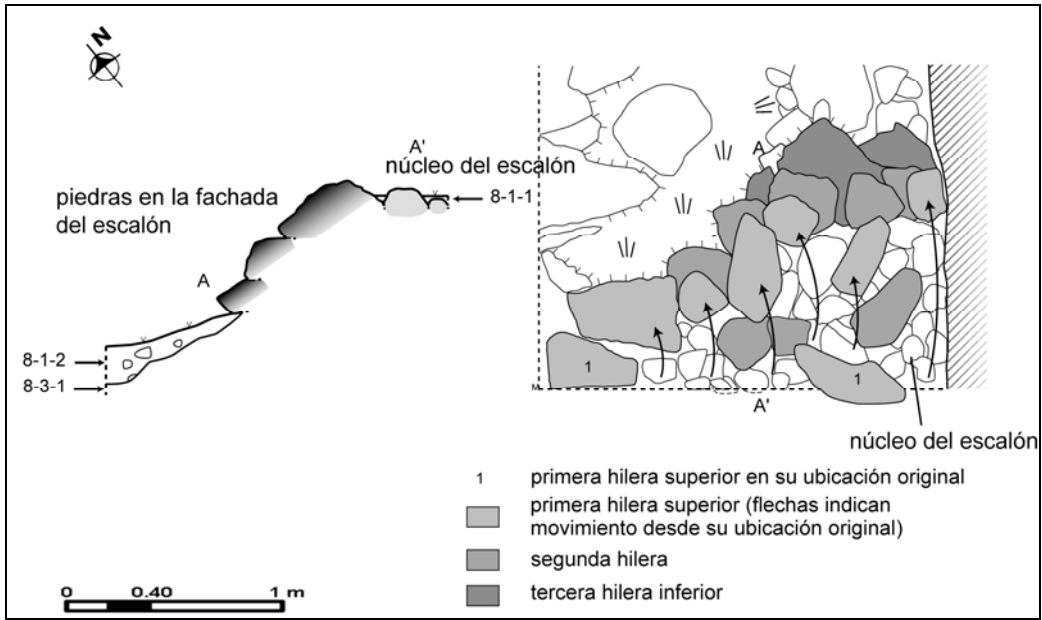 N
piedras en la fachada
del escalón
A'
núcleo del escalón
8-1-1
A
8-1-2
8-3-1
A
1
1
A'
núcleo del escalón
1 primera hilera superior en su ubicación original
primera hilera superior (flechas indican
movimiento desde su ubicación original)
segunda hilera
tercera hilera inferior
0 0.40 1 m